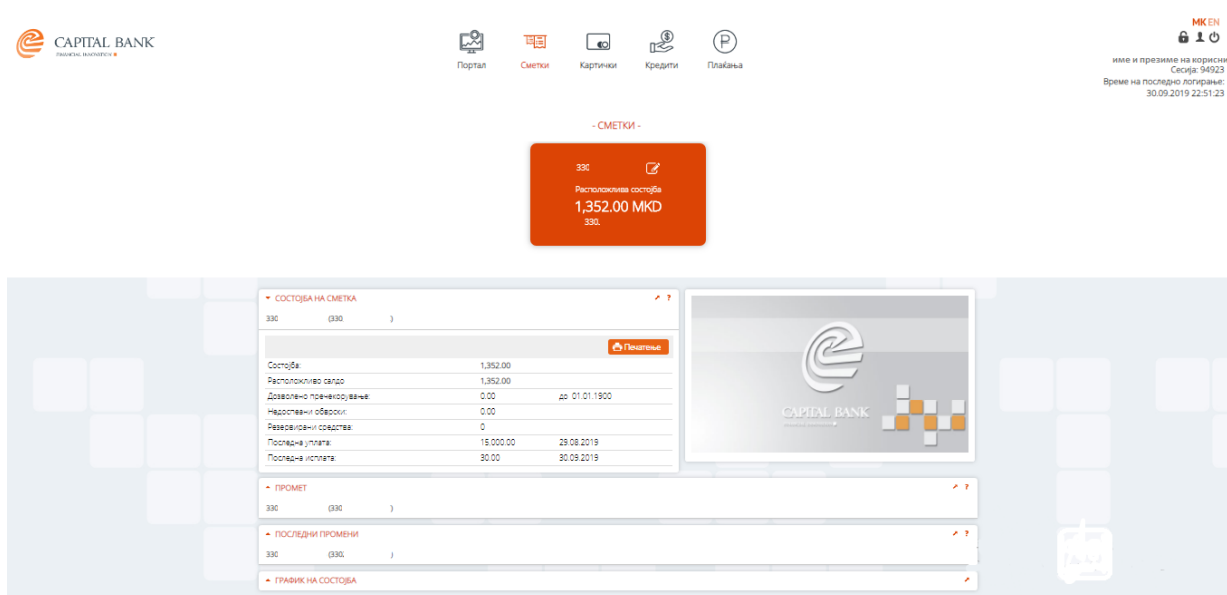 MK EN
CAPITAL BANK
FINANCIAL INNOVATION
Портал
Сметки
Картички
Кредити
Плаќања
име и презиме на корисни
Сесија: 94923
Време на последно логирање:
30.09.2019 22:51:23
- СМЕТКИ -
330
Расположлива состојба
1,352.00 MKD
330.
СОСТОЈБА НА СМЕТКА ?
330 (330 )
Печатење
Состојба: 1,352.00
Расположливо салдо 1,352.00
Дозволено пречекорување: 0.00 до 01.01.1900
Недоспеани обврски: 0.00
Резервирани средства: 0
Последна уплата: 15,000.00 29.08.2019
Последна исплата: 30.00 30.09.2019
CAPITAL BANK
ПРОМЕТ ?
330 (330 )
ПОСЛЕДНИ ПРОМЕНИ ?
330 (330 )
ГРАФИК НА СОСТОЈБА